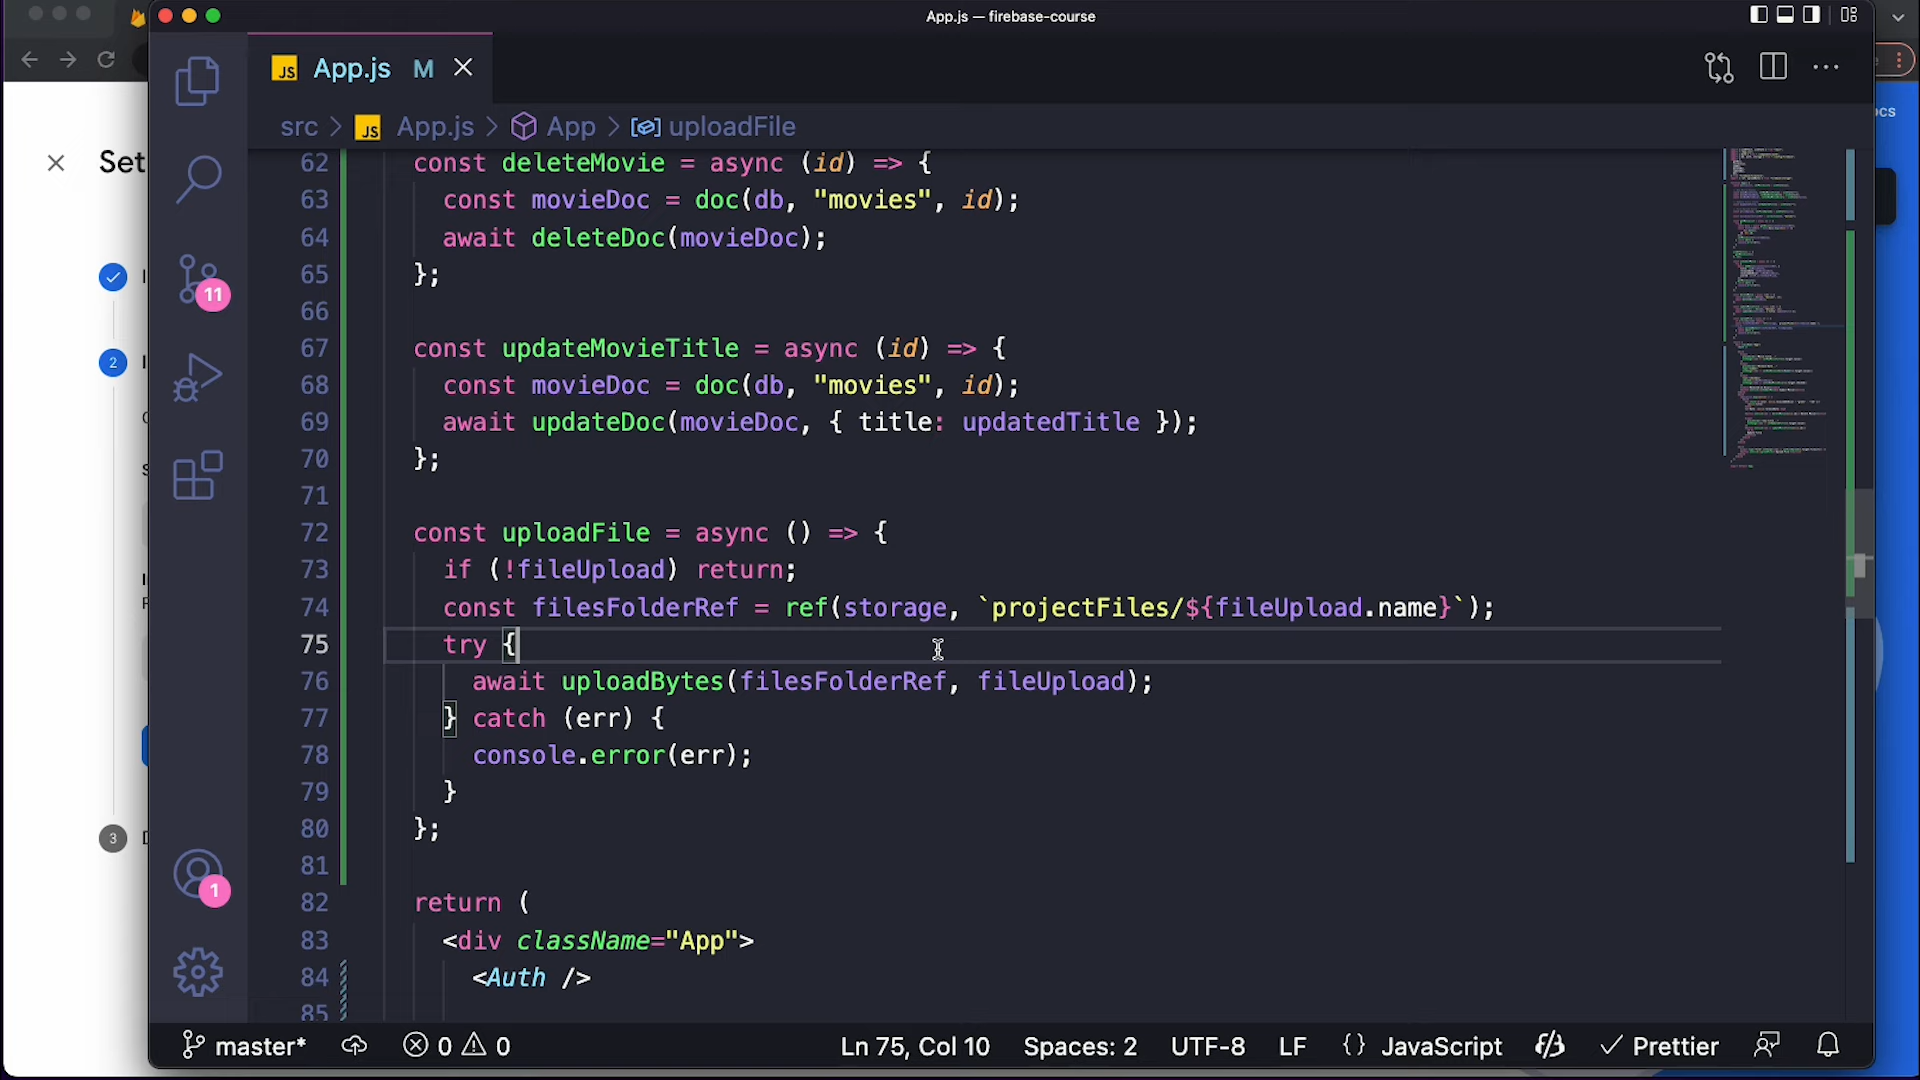 App.js — firebase-course
JS App.js M
src > JS App.js > App > uploadFile
Set
ocs
62 const deleteMovie = async (id) => {
63 const movieDoc = doc(db, "movies", id);
64 await deleteDoc(movieDoc);
65 };
66
67 const updateMovieTitle = async (id) => {
68 const movieDoc = doc(db, "movies", id);
69 await updateDoc(movieDoc, { title: updatedTitle });
70 };
71
72 const uploadFile = async () => {
73 if (!fileUpload) return;
74 const filesFolderRef = ref(storage, `projectFiles/${fileUpload.name}`);
75 try {
76 await uploadBytes(filesFolderRef, fileUpload);
77 } catch (err) {
78 console.error(err);
79 }
80 };
81
82 return (
83 <div className="App">
84 <Auth />
85
11
2
1
3
master* 0 0 Ln 75, Col 10 Spaces: 2 UTF-8 LF {} JavaScript Prettier